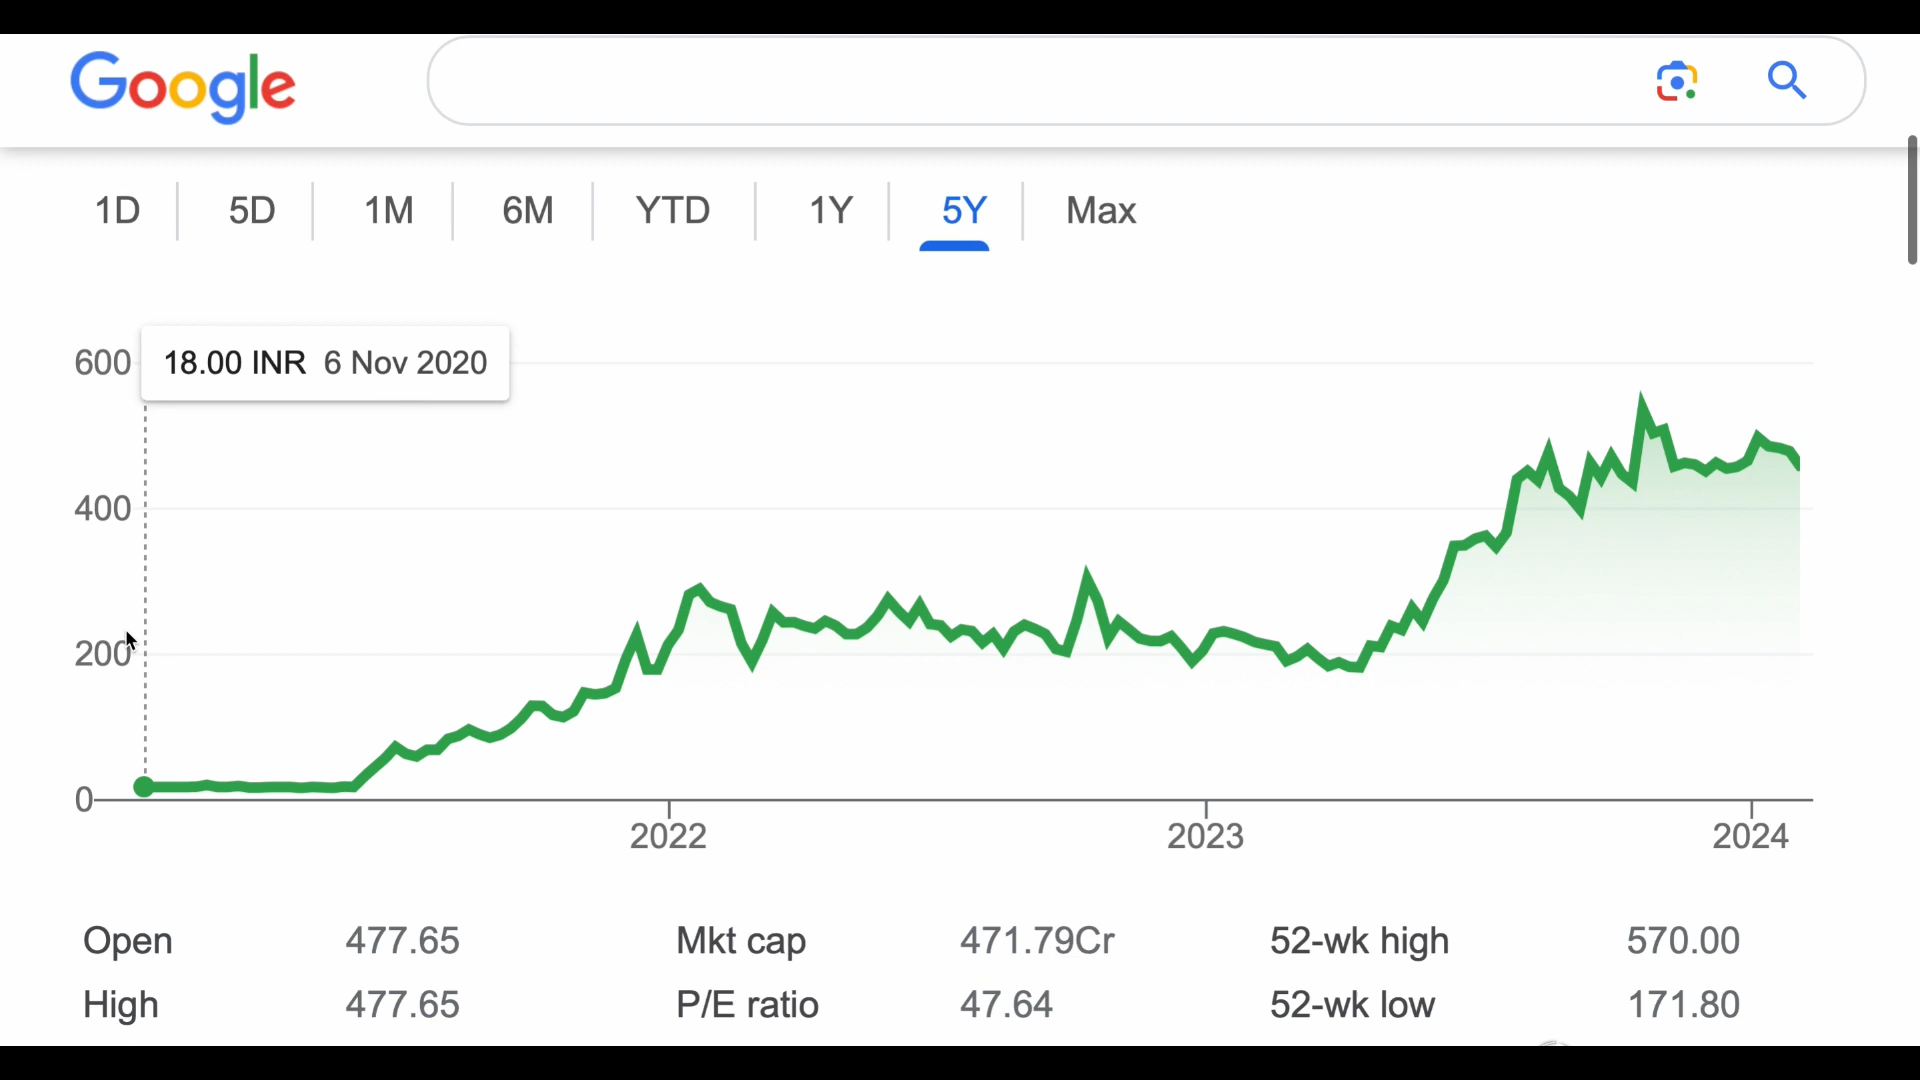 Google
1D 5D 1M 6M YTD 1Y 5Y Max
18.00 INR 6 Nov 2020
600
400
200
0
2022 2023 2024
Open 477.65 Mkt cap 471.79Cr 52-wk high 570.00
High 477.65 P/E ratio 47.64 52-wk low 171.80